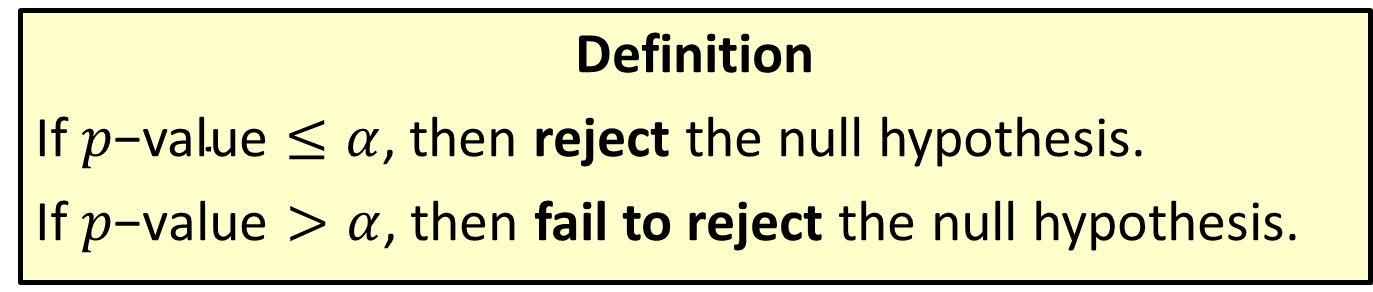 Definition
If 𝑝−value ≤ 𝛼, then reject the null hypothesis.
If 𝑝−value > 𝛼, then fail to reject the null hypothesis.